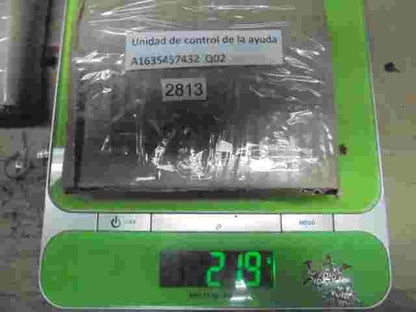 Unidad de control de la ayuda
A1635457432 Q02
2813
219